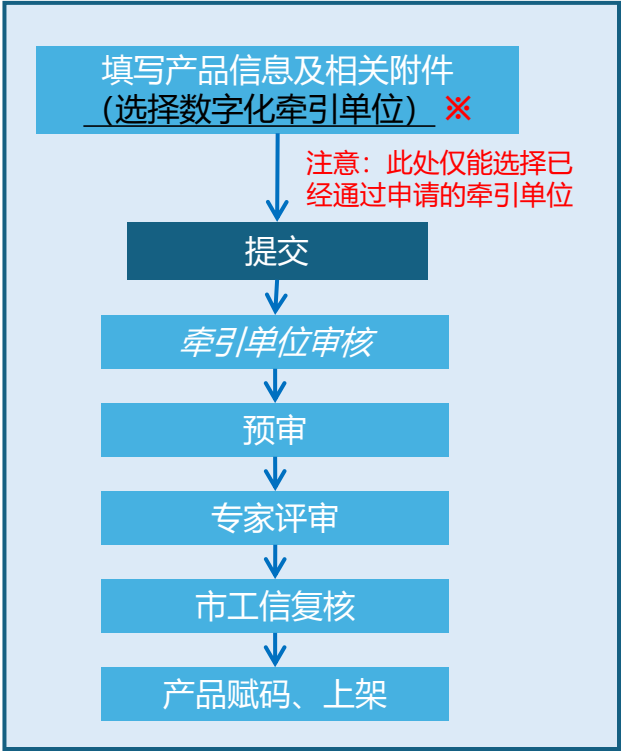 填写产品信息及相关附件
（选择数字化牵引单位）※
注意：此处仅能选择已
经通过申请的牵引单位
提交
牵引单位审核
预审
专家评审
市工信复核
产品赋码、上架